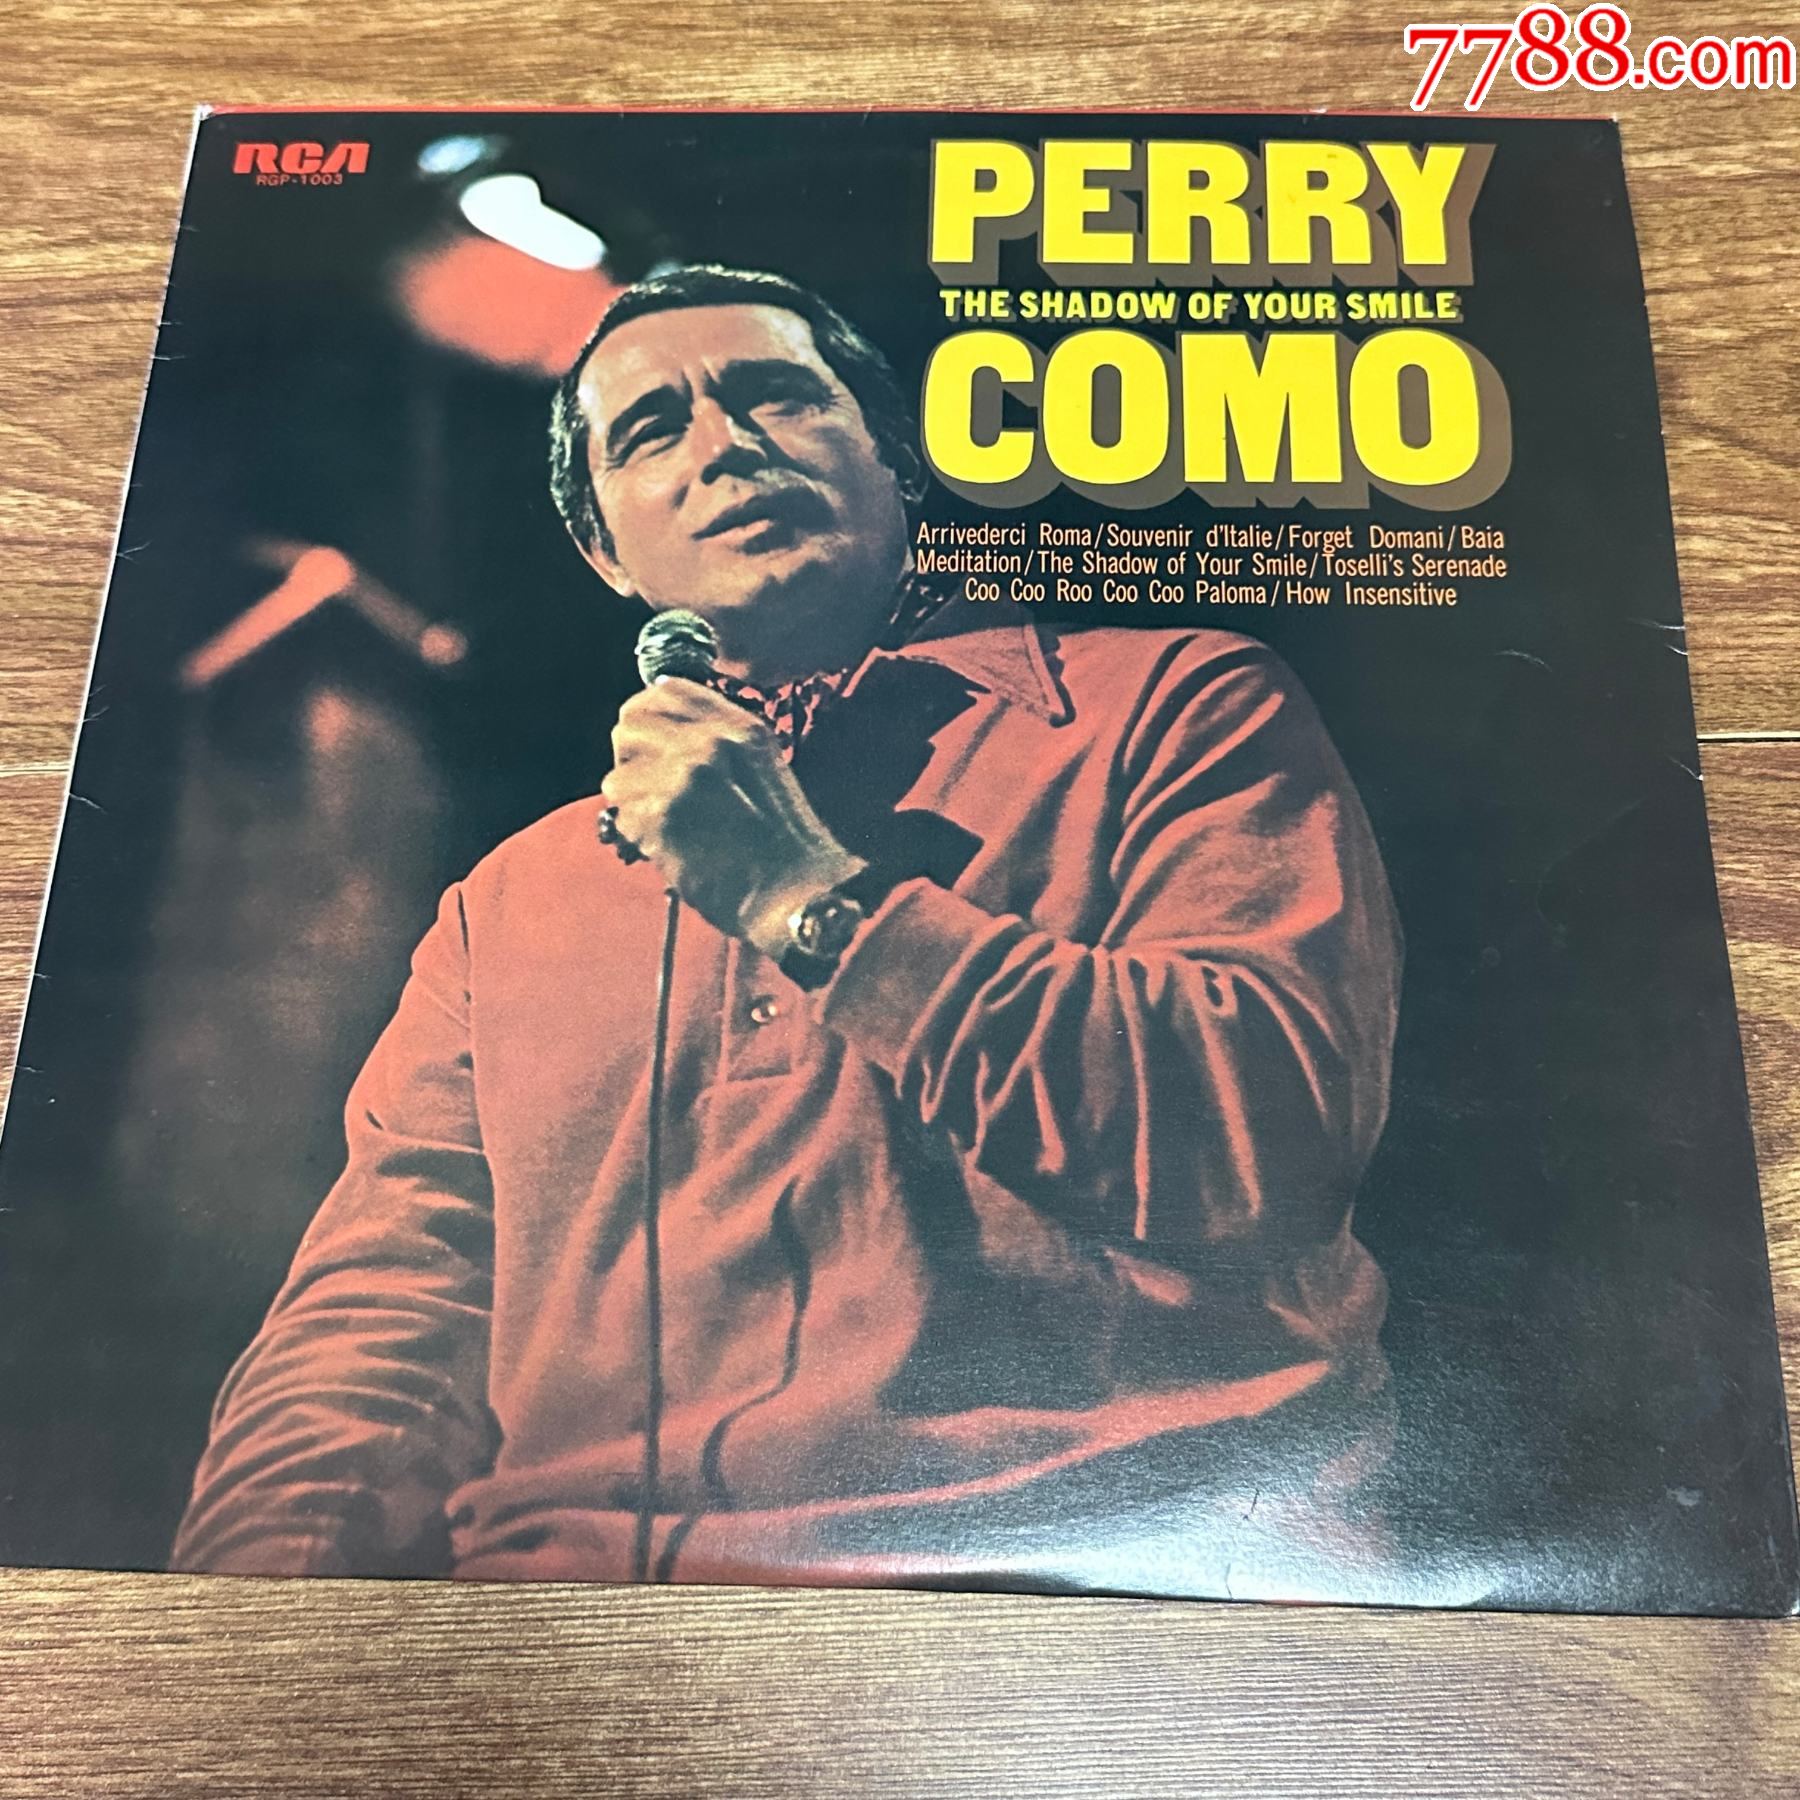 7788.com
RCA
RGP-1003
PERRY
THE SHADOW OF YOUR SMILE
COMO
Arrivederci Roma/Souvenir d'Italie/Forget Domani/Baia
Meditation/The Shadow of Your Smile/Toselli's Serenade
Coo Coo Roo Coo Coo Paloma/How Insensitive